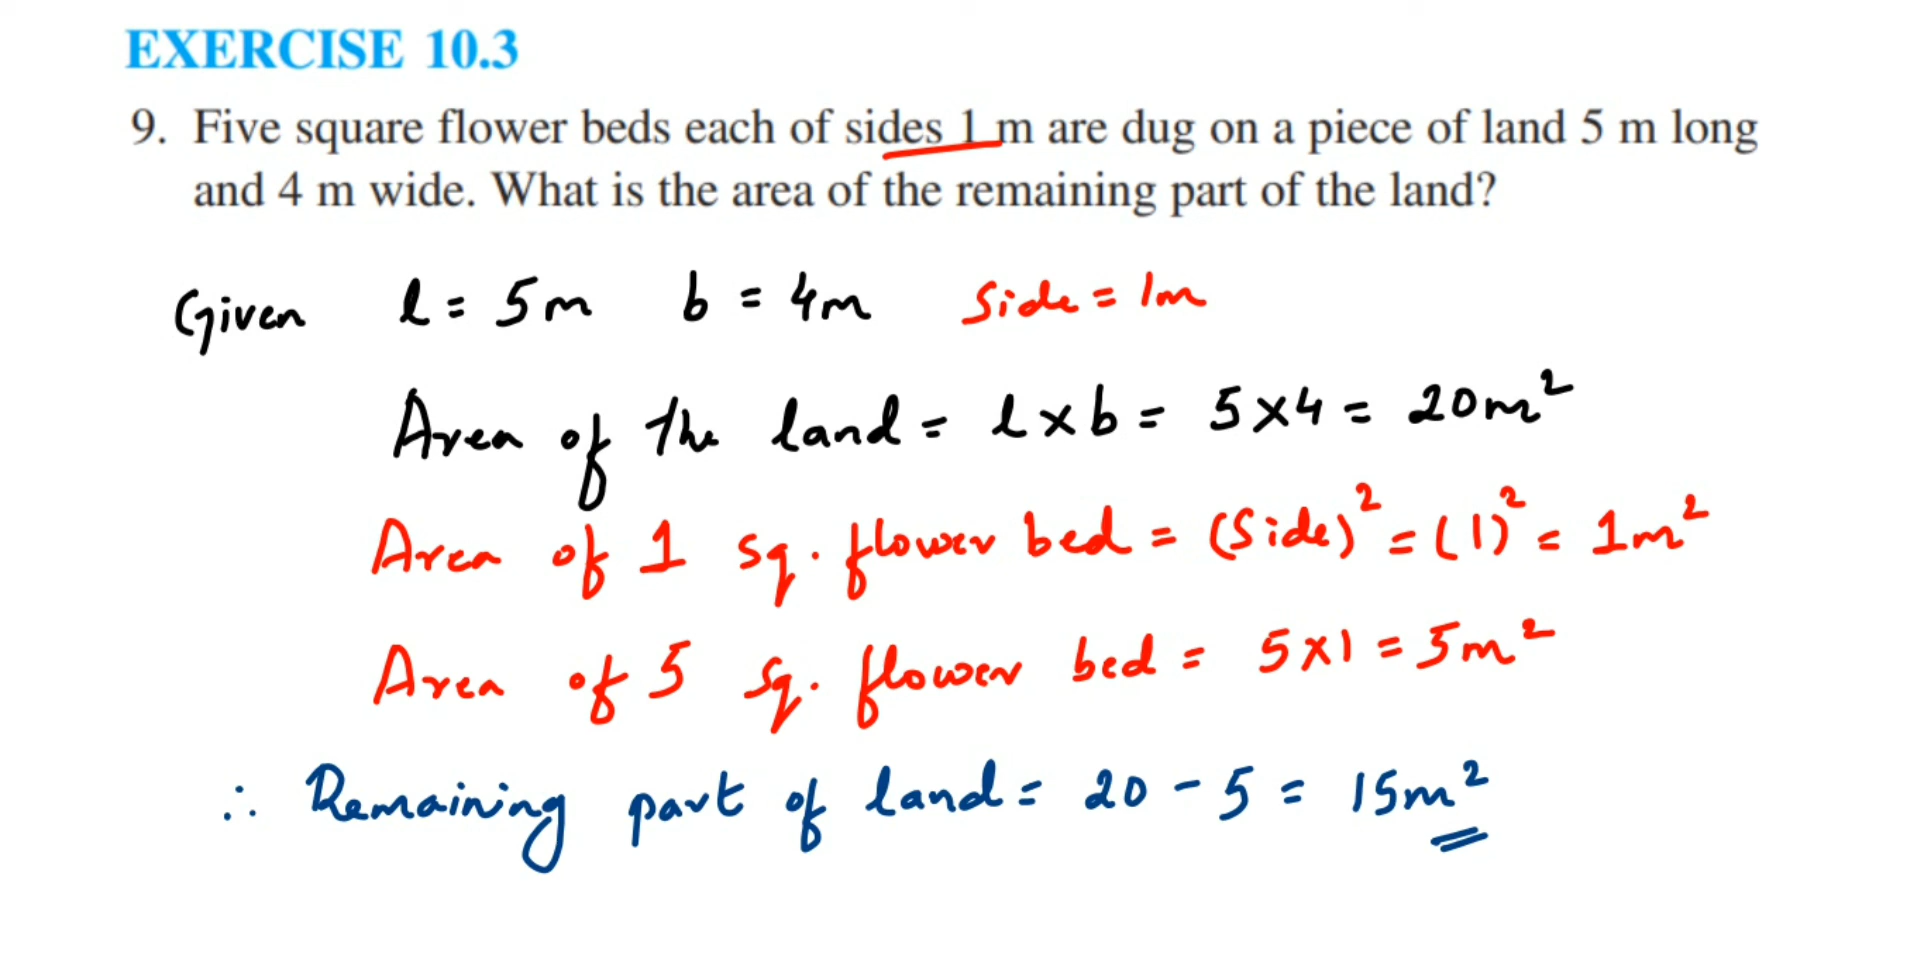 EXERCISE 10.3
9. Five square flower beds each of sides 1 m are dug on a piece of land 5 m long
and 4 m wide. What is the area of the remaining part of the land?
Given l = 5m b = 4m Side = 1m
Area of the land = l × b = 5 × 4 = 20m²
Area of 1 sq. flower bed = (Side)² = (1)² = 1m²
Area of 5 sq. flower bed = 5 × 1 = 5m²
∴ Remaining part of land = 20 - 5 = 15m²